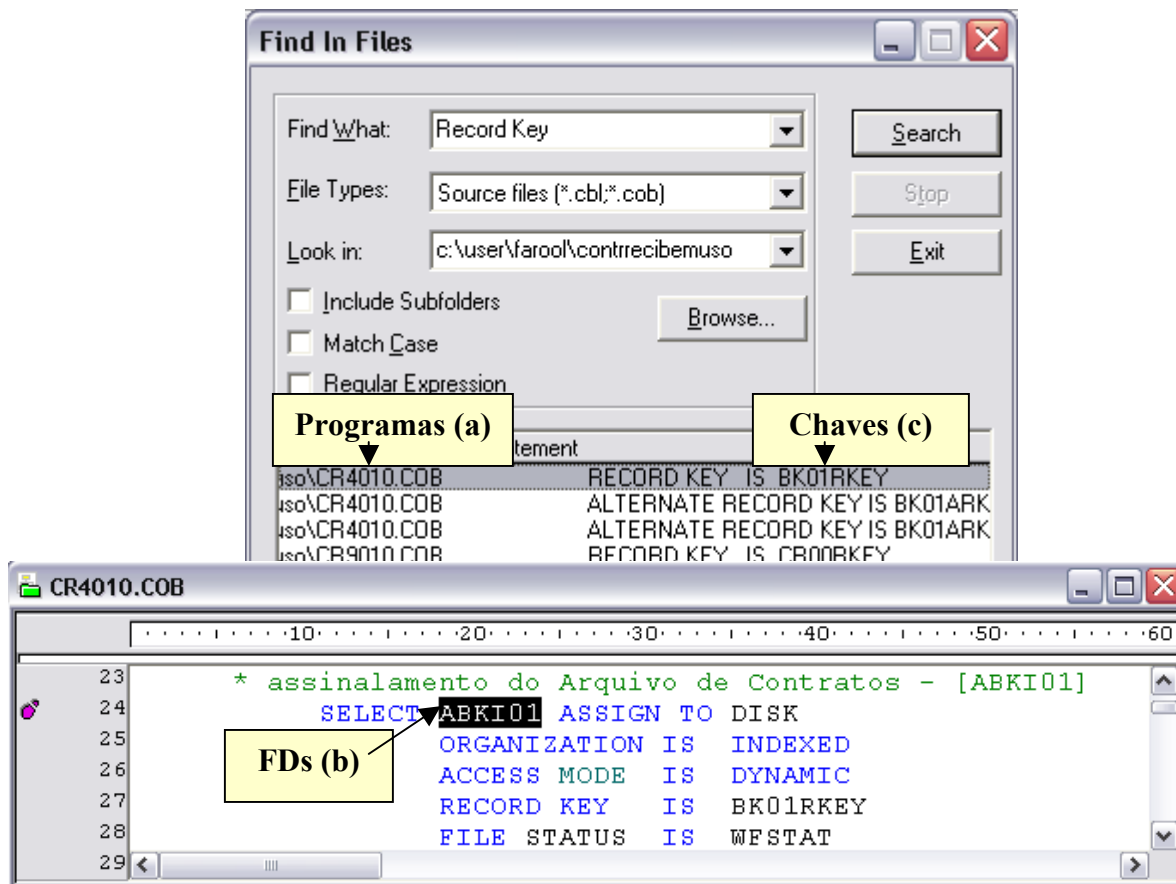 Find In Files
Find What: Record Key
Search
File Types: Source files (*.cbl;*.cob)
Stop
Look in: c:\user\farool\contrrecibemuso
Exit
Include Subfolders
Browse...
Match Case
Regular Expression
Programas (a)
Chaves (c)
tement
uso\CR4010.COB RECORD KEY IS BK01RKEY
uso\CR4010.COB ALTERNATE RECORD KEY IS BK01ARK
uso\CR4010.COB ALTERNATE RECORD KEY IS BK01ARK
uso\CR9010.COB RECORD KEY IS CR00RKEY
CR4010.COB
10 20 30 40 50 60
23 * assinalamento do Arquivo de Contratos - [ABKI01]
24 SELECT ABKI01 ASSIGN TO DISK
25 ORGANIZATION IS INDEXED
FDs (b)
26 ACCESS MODE IS DYNAMIC
27 RECORD KEY IS BK01RKEY
28 FILE STATUS IS WFSTAT
29